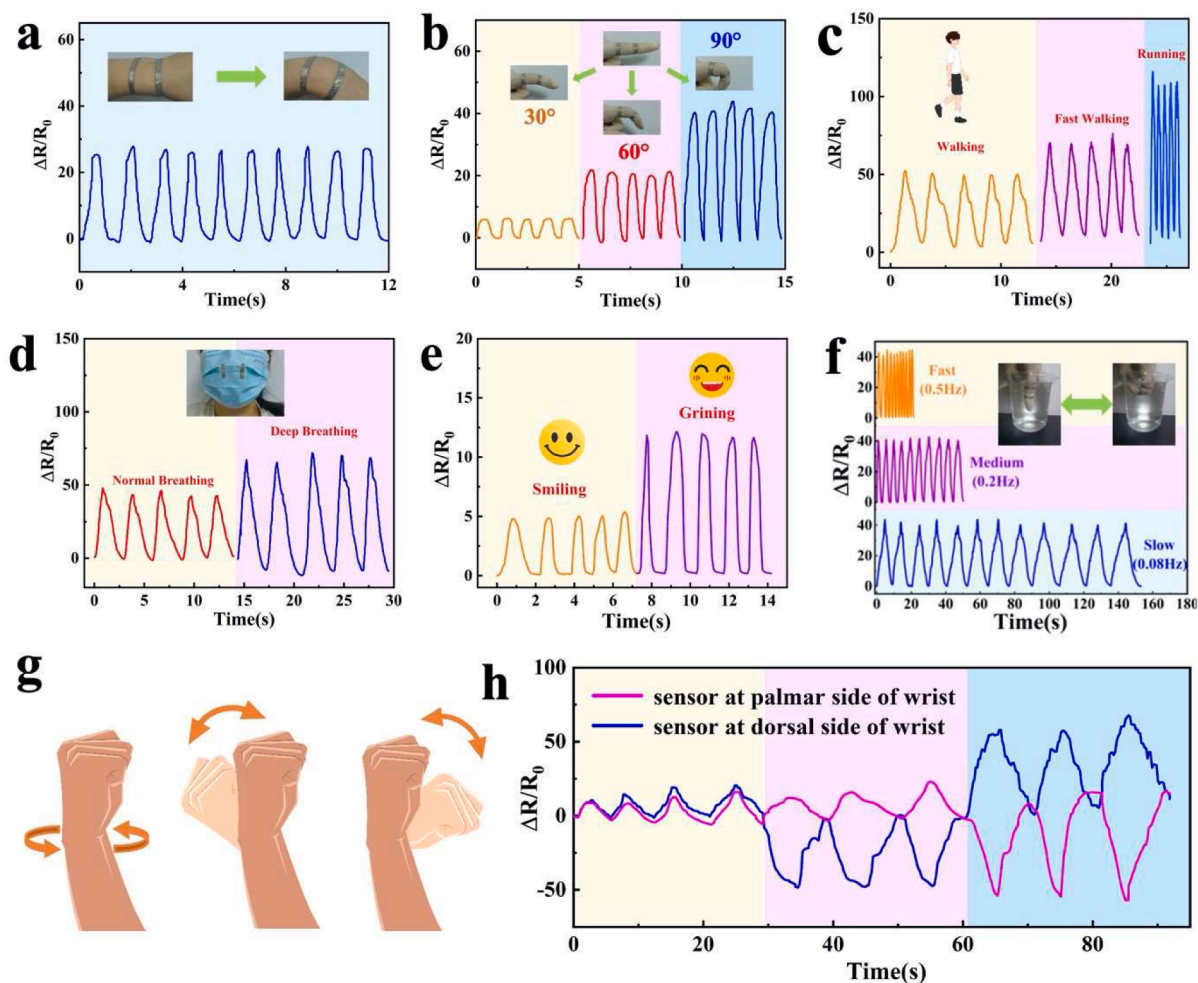 a
60
40
20
0
ΔR/R0
0 2 4 6 8 10 12
Time(s)
b
60
40
20
0
ΔR/R0
30°
60°
90°
0 5 10 15
Time(s)
c
150
100
50
0
ΔR/R0
Walking
Fast Walking
Running
0 10 20
Time(s)
d
150
100
50
0
ΔR/R0
Normal Breathing
Deep Breathing
0 5 10 15 20 25 30
Time(s)
e
20
15
10
5
0
ΔR/R0
Smiling
Grining
0 2 4 6 8 10 12 14
Time(s)
f
40
20
0
40
20
0
40
20
0
ΔR/R0
Fast
(0.5Hz)
Medium
(0.2Hz)
Slow
(0.08Hz)
0 20 40 60 80 100 120 140 160 180
Time(s)
g
h
100
50
0
-50
ΔR/R0
sensor at palmar side of wrist
sensor at dorsal side of wrist
0 20 40 60 80
Time(s)